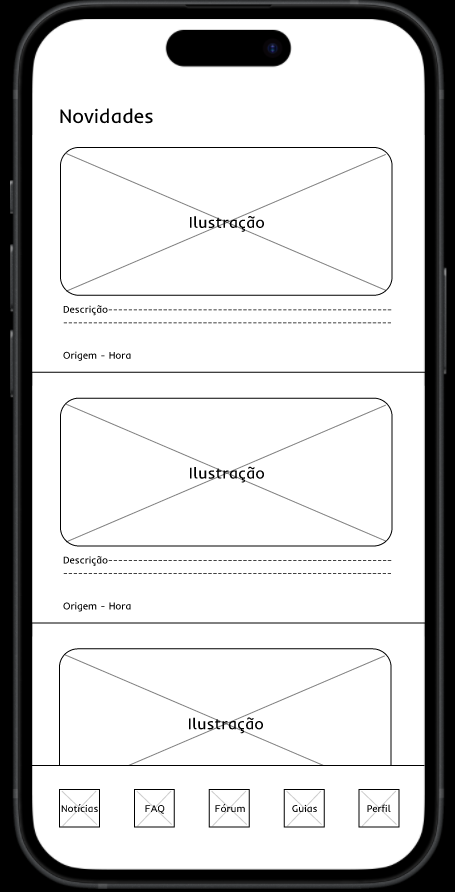 Novidades
Ilustração
Descrição
Origem - Hora
Ilustração
Descrição
Origem - Hora
Ilustração
Notícias FAQ Fórum Guias Perfil